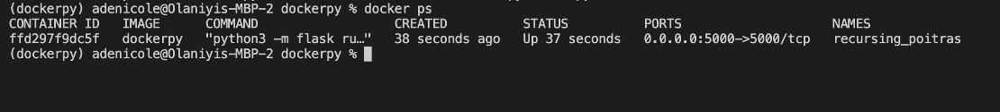 (dockerpy) adenicole@Olaniyis-MBP-2 dockerpy % docker ps
CONTAINER ID   IMAGE      COMMAND                  CREATED          STATUS          PORTS                    NAMES
ffd297f9dc5f   dockerpy   "python3 -m flask ru…"   38 seconds ago   Up 37 seconds   0.0.0.0:5000->5000/tcp   recursing_poitras
(dockerpy) adenicole@Olaniyis-MBP-2 dockerpy %